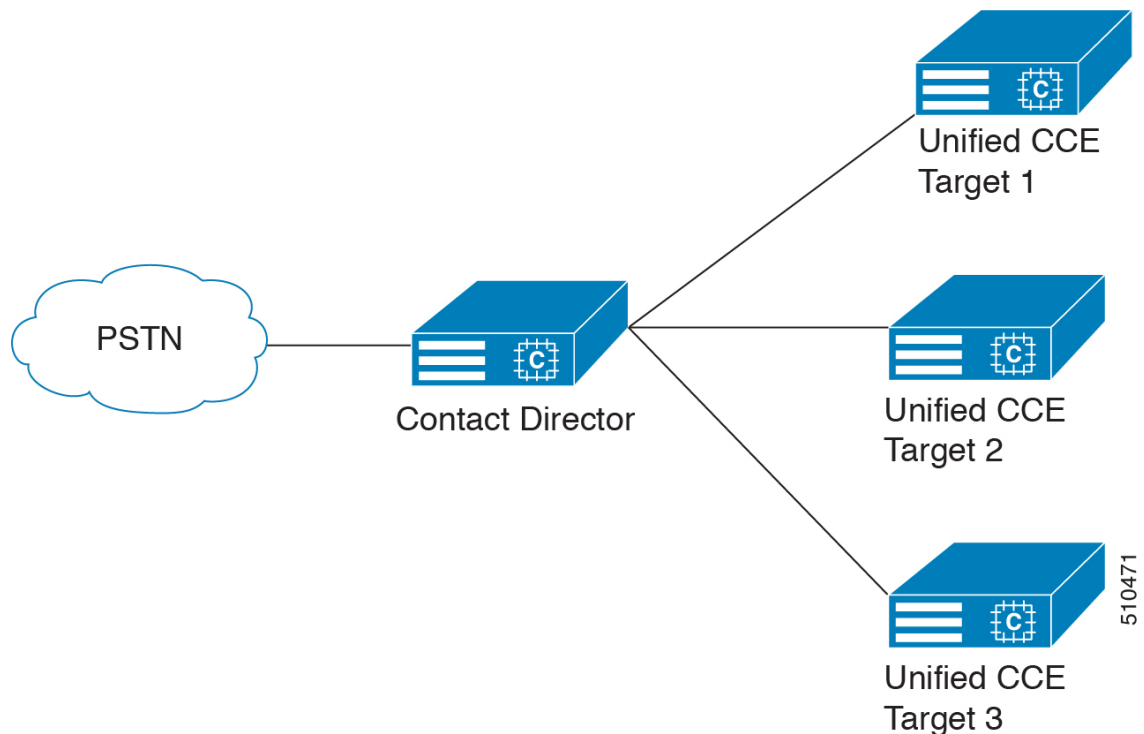 C
Unified CCE
Target 1
PSTN
C
Contact Director
C
Unified CCE
Target 2
C
Unified CCE
Target 3
510471